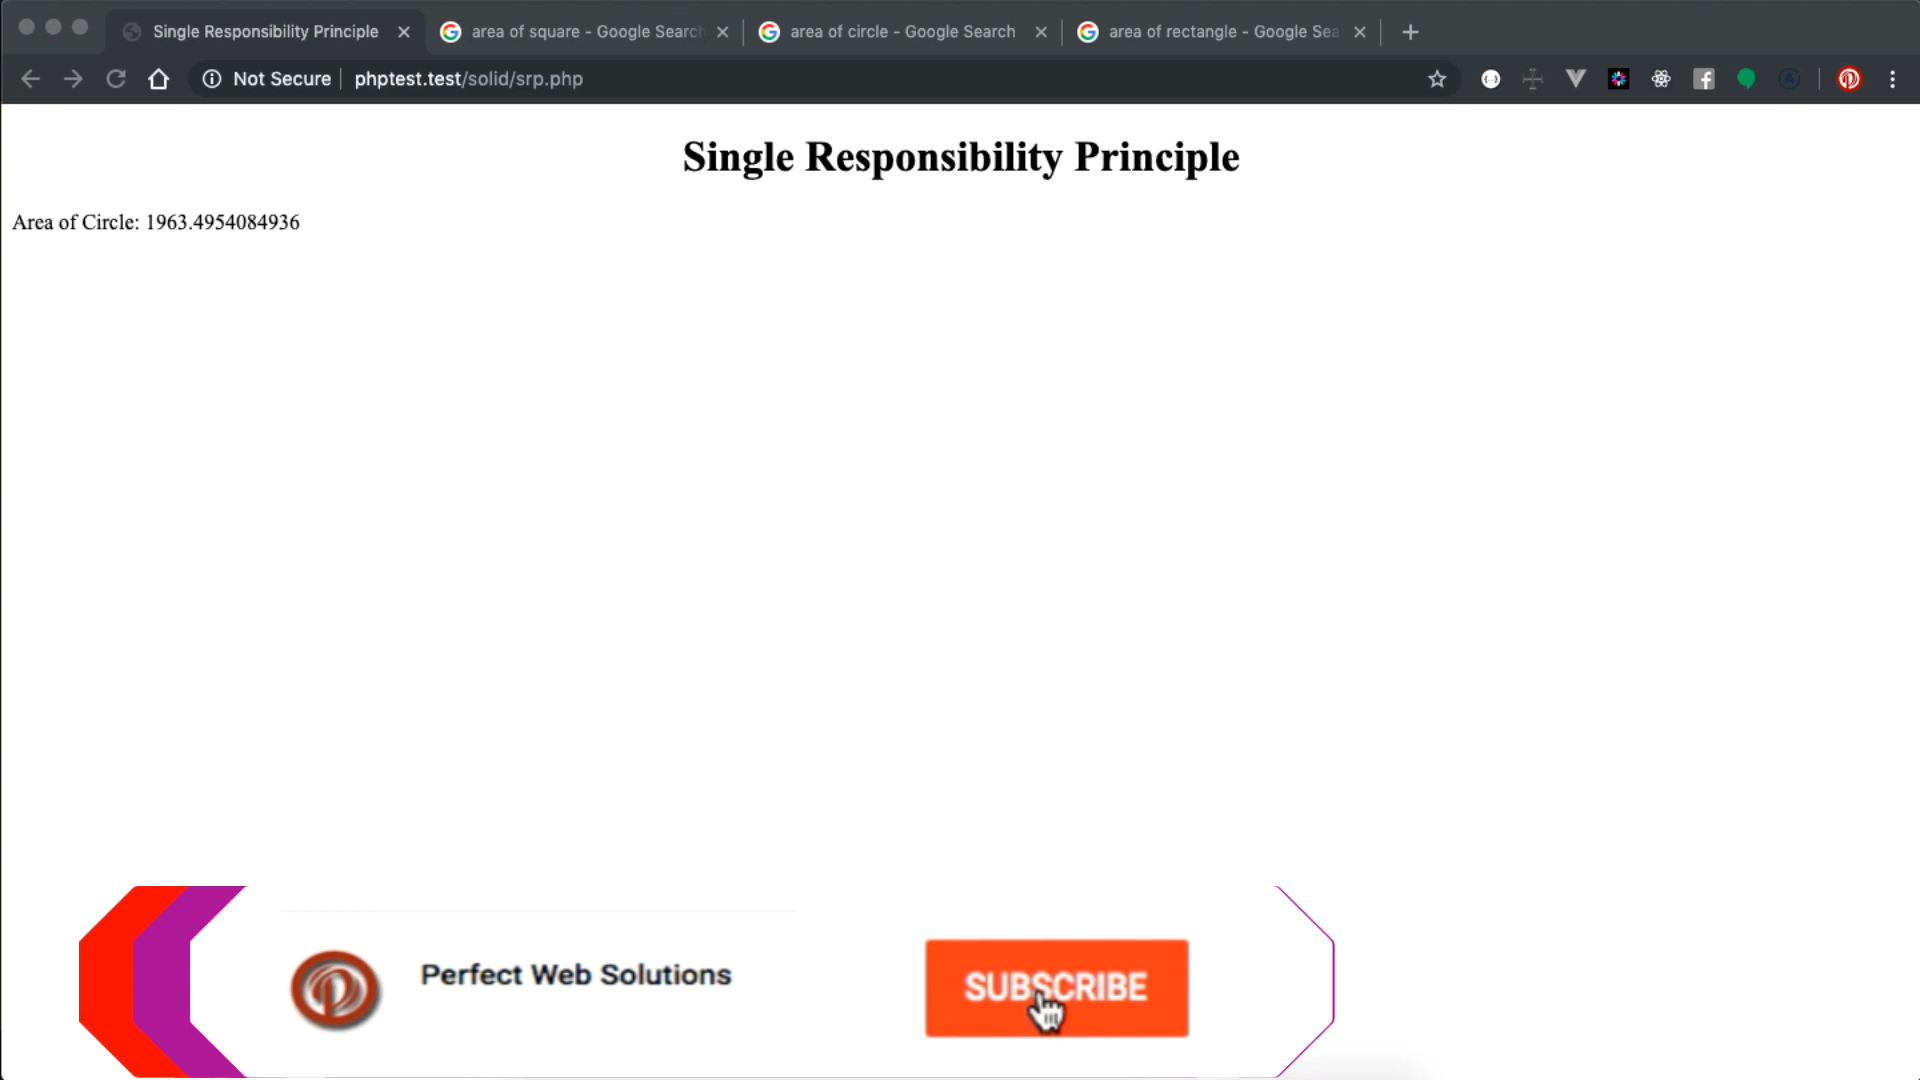 Single Responsibility Principle
area of square - Google Search
area of circle - Google Search
area of rectangle - Google Sea
Not Secure
phptest.test/solid/srp.php
Single Responsibility Principle
Area of Circle: 1963.4954084936
Perfect Web Solutions
SUBSCRIBE